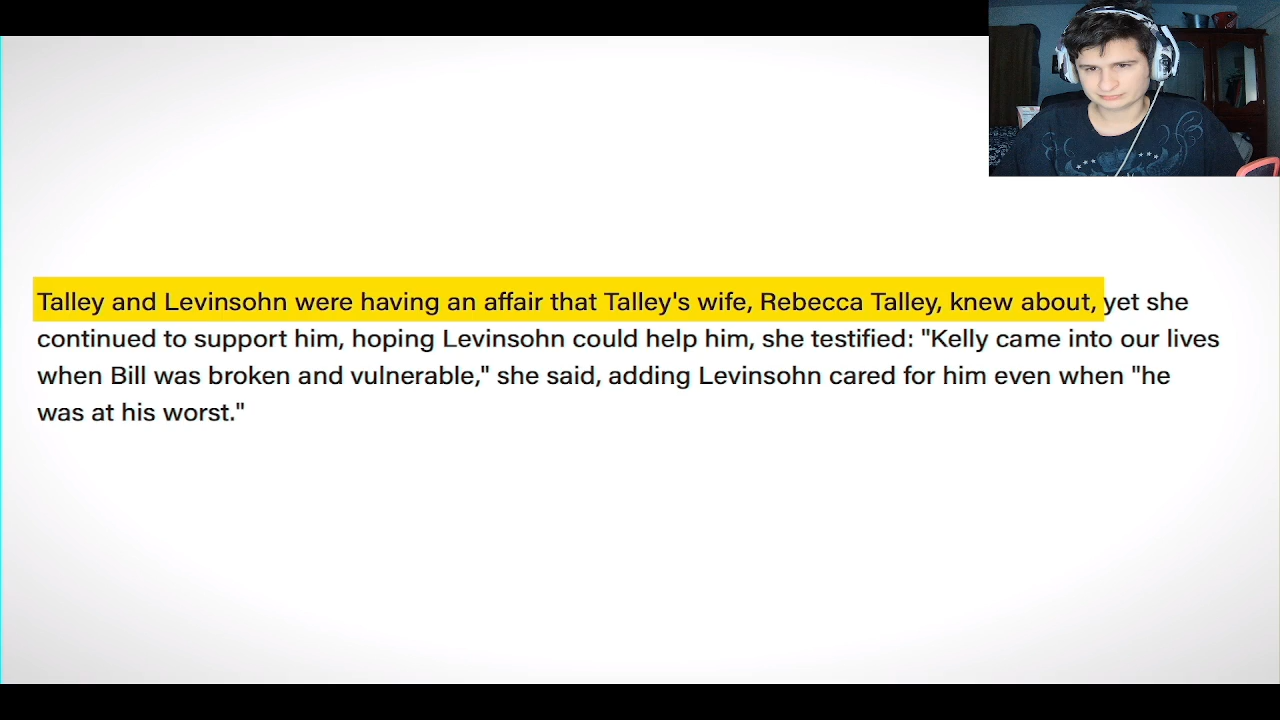 Talley and Levinsohn were having an affair that Talley's wife, Rebecca Talley, knew about, yet she
continued to support him, hoping Levinsohn could help him, she testified: "Kelly came into our lives
when Bill was broken and vulnerable," she said, adding Levinsohn cared for him even when "he
was at his worst."